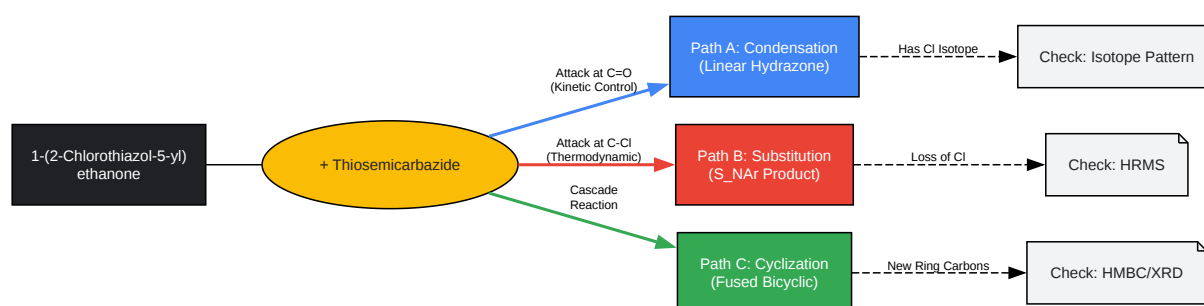 1-(2-Chlorothiazol-5-yl)
ethanone
+ Thiosemicarbazide
Attack at C=O
(Kinetic Control)
Path A: Condensation
(Linear Hydrazone)
Has Cl Isotope
Check: Isotope Pattern
Attack at C-Cl
(Thermodynamic)
Path B: Substitution
(S_NAr Product)
Loss of Cl
Check: HRMS
Cascade
Reaction
Path C: Cyclization
(Fused Bicyclic)
New Ring Carbons
Check: HMBC/XRD